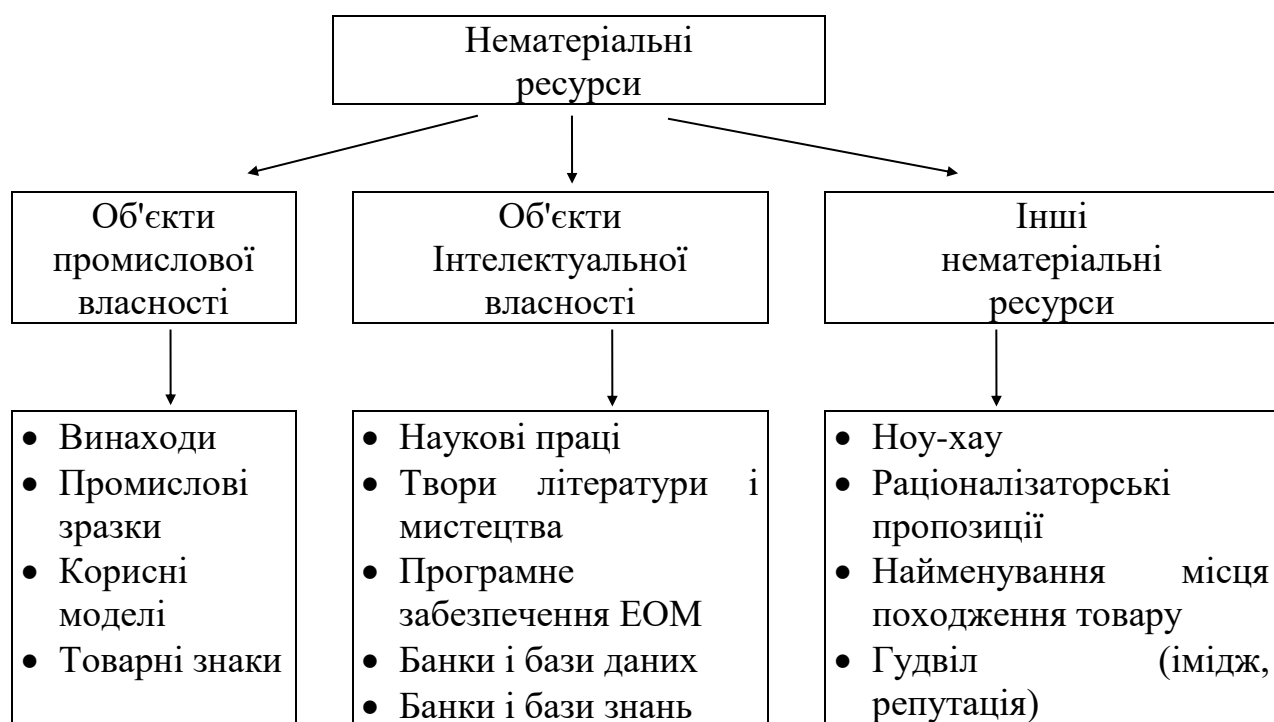 Нематеріальні
ресурси
Об'єкти
промислової
власності
Об'єкти
Інтелектуальної
власності
Інші
нематеріальні
ресурси
• Винаходи
• Промислові
зразки
• Корисні
моделі
• Товарні знаки
• Наукові праці
• Твори літератури і
мистецтва
• Програмне
забезпечення ЕОМ
• Банки і бази даних
• Банки і бази знань
• Ноу-хау
• Раціоналізаторські
пропозиції
• Найменування місця
походження товару
• Гудвіл (імідж,
репутація)